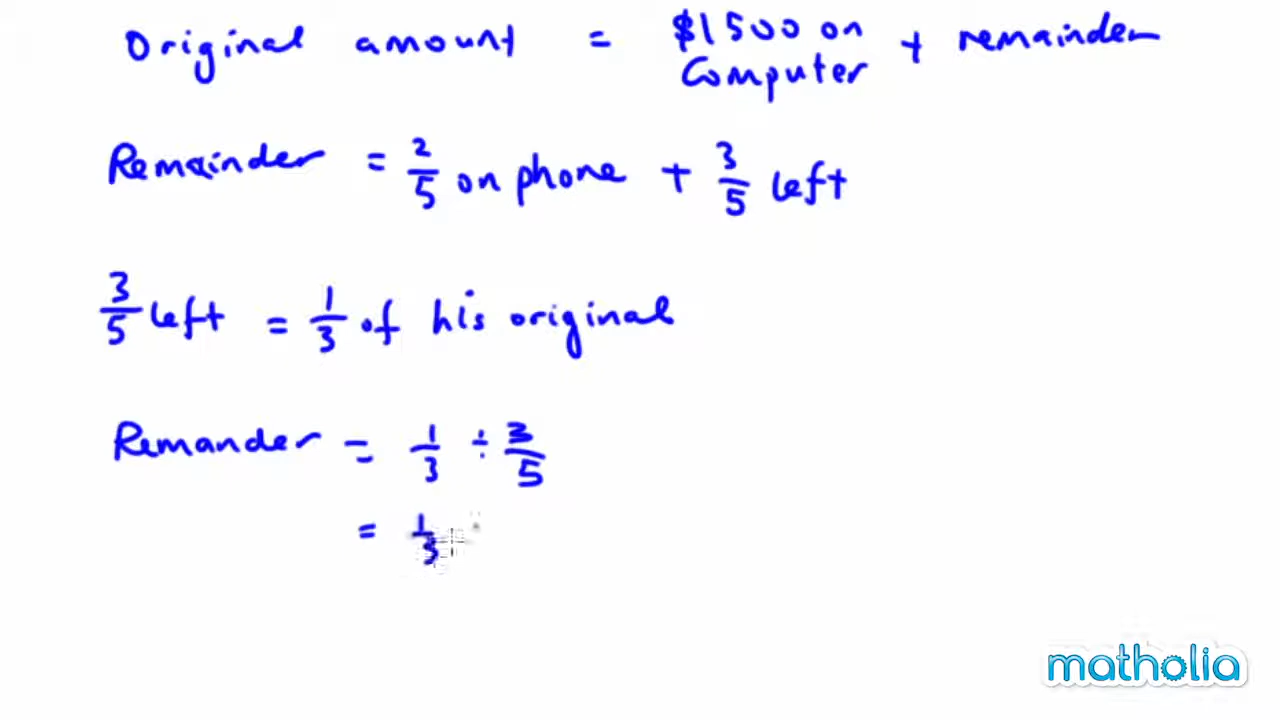 Original amount = $1500 on Computer + remainder
Remainder = 2/5 on phone + 3/5 left
3/5 left = 1/3 of his original
Remander = 1/3 ÷ 3/5
= 1/3
matholia